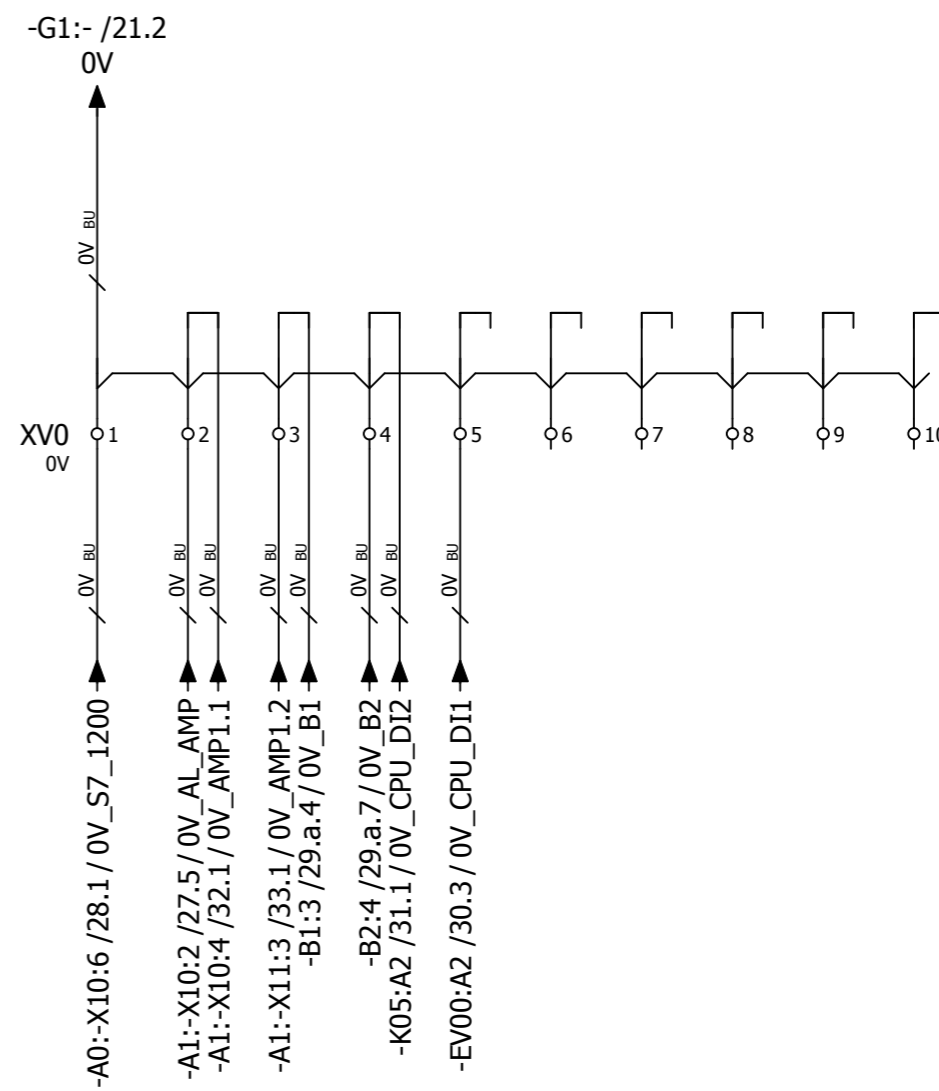 -G1:- /21.2
0V
0V BU
XV0
0V
1
2
3
4
5
6
7
8
9
10
0V BU
0V BU
0V BU
0V BU
0V BU
0V BU
0V BU
0V BU
-A0:-X10:6 /28.1 / 0V_S7_1200
-A1:-X10:2 /27.5 / 0V_AL_AMP
-A1:-X10:4 /32.1 / 0V_AMP1.1
-A1:-X11:3 /33.1 / 0V_AMP1.2
-B1:3 /29.a.4 / 0V_B1
-B2:4 /29.a.7 / 0V_B2
-K05:A2 /31.1 / 0V_CPU_DI2
-EV00:A2 /30.3 / 0V_CPU_DI1